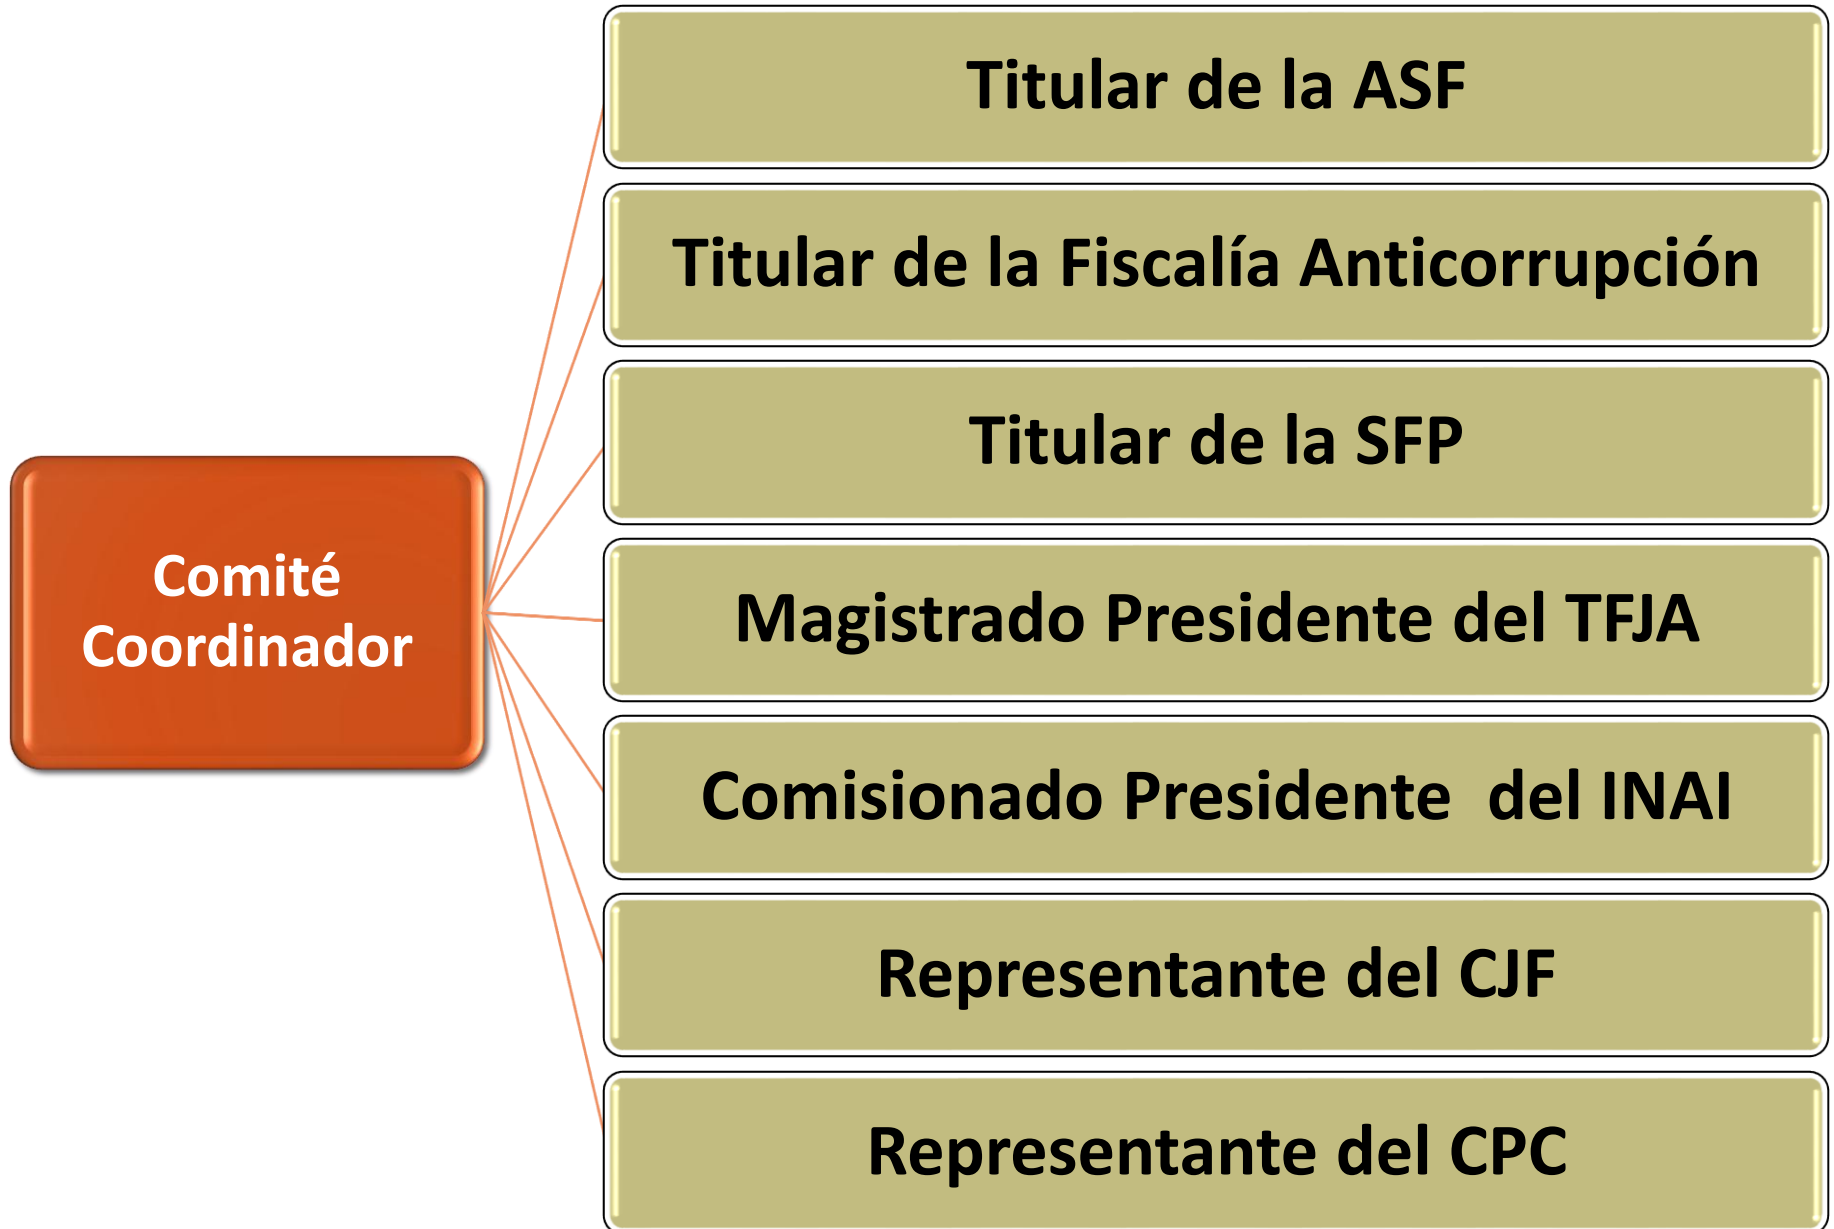 Titular de la ASF
Titular de la Fiscalía Anticorrupción
Titular de la SFP
Comité
Coordinador
Magistrado Presidente del TFJA
Comisionado Presidente  del INAI
Representante del CJF
Representante del CPC